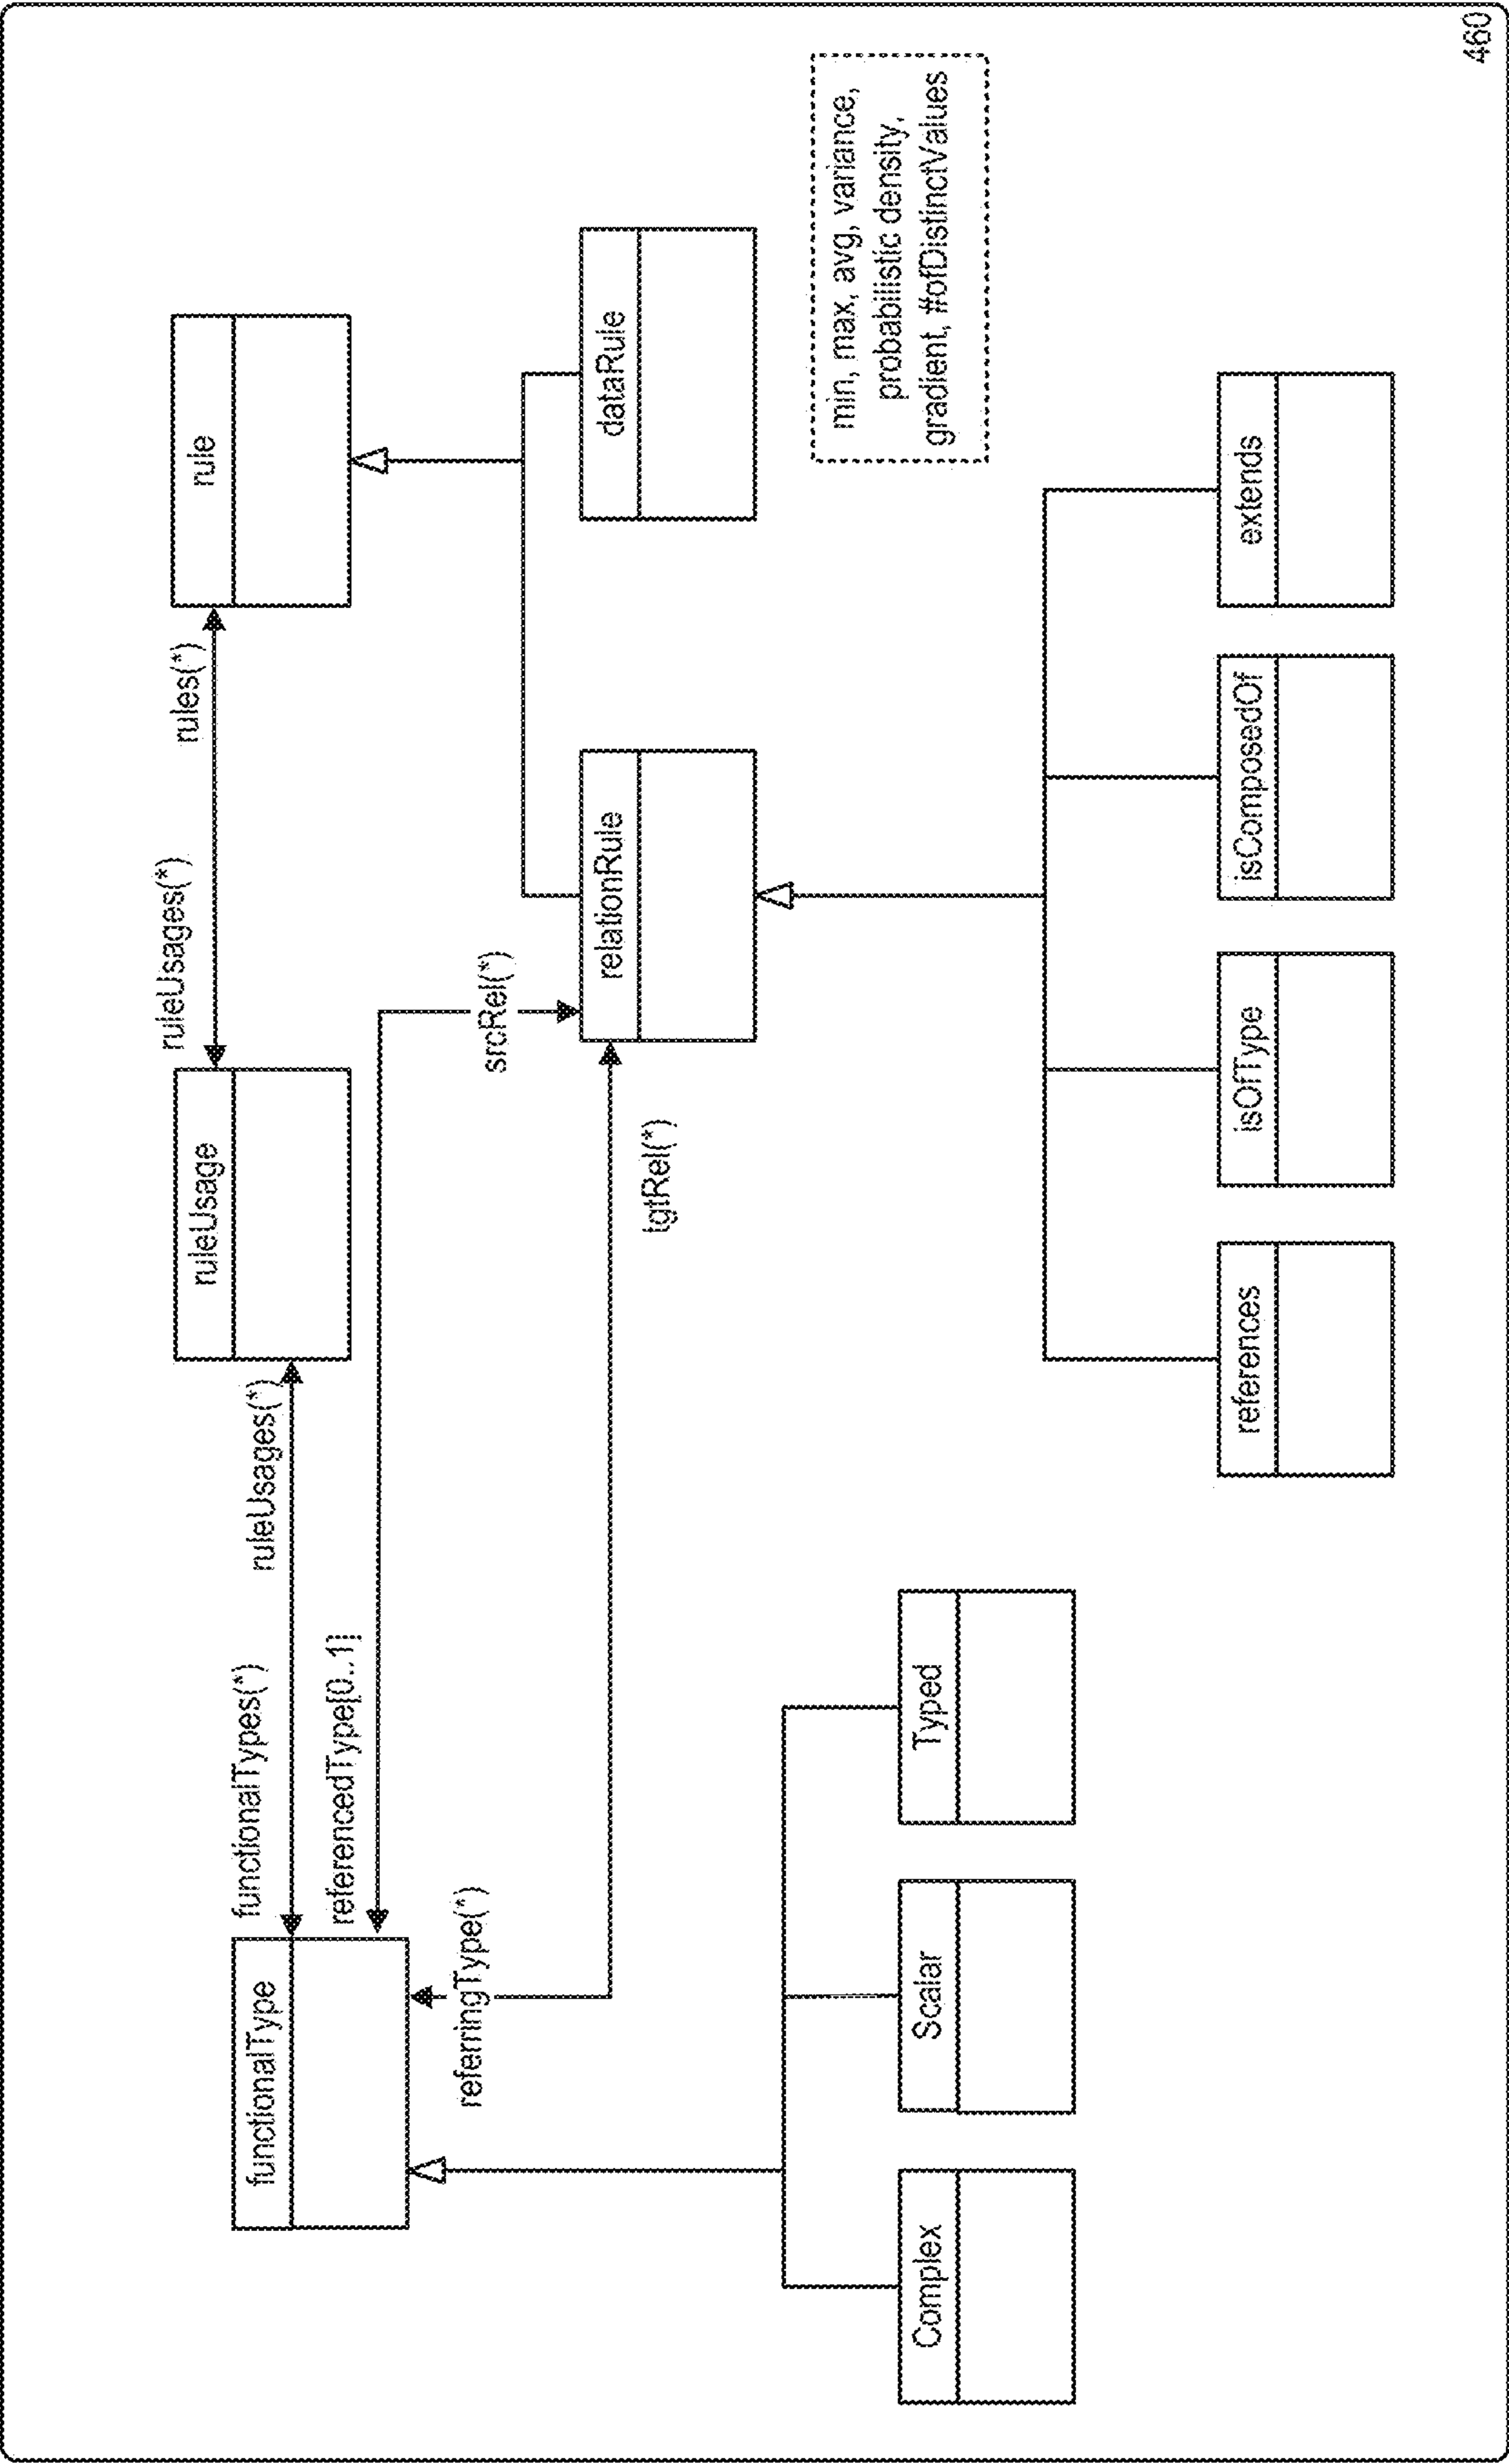 rule
ruleUsage
functionalType
rules(*)
ruleUsages(*)
ruleUsages(*)
functionalTypes(*)
referencedType[0..1]
srcRel(*)
referringType(*)
tgtRel(*)
relationRule
dataRule
min, max, avg, variance,
probabilistic density,
gradient, #ofDistinctValues
Complex
Scalar
Typed
references
isOfType
isComposedOf
extends
460